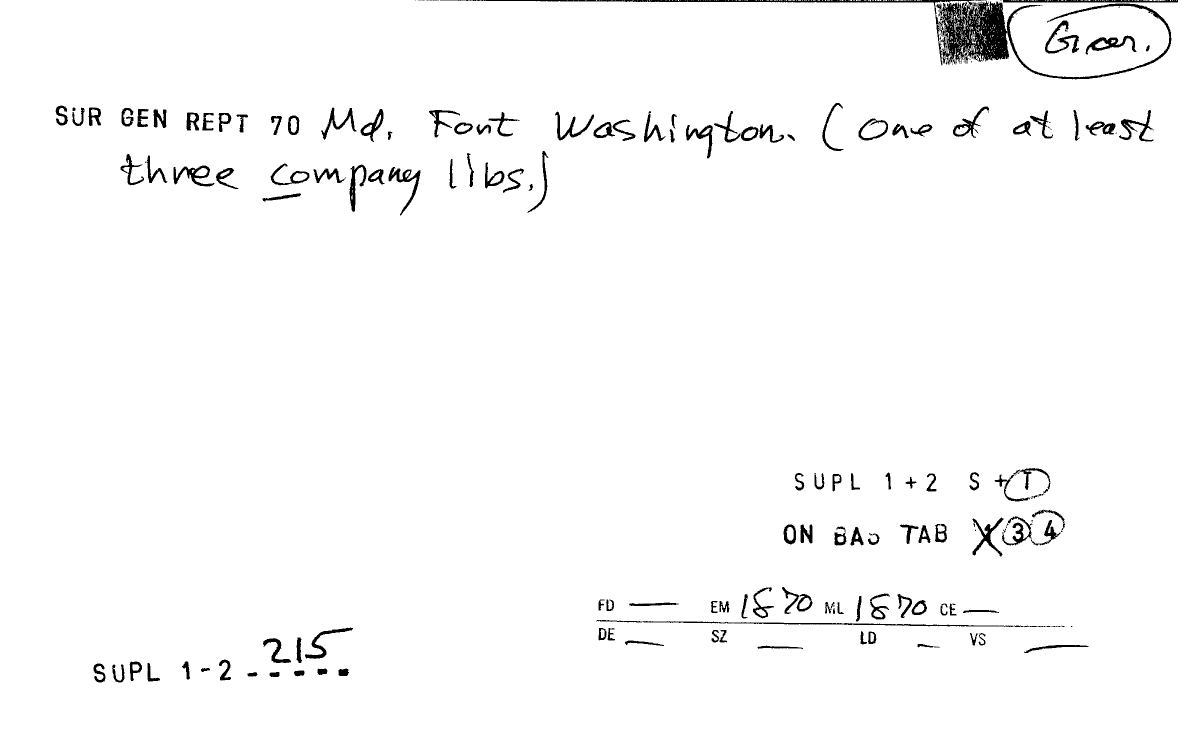 SUR GEN REPT 70 Md. Fort Washington. (One of at least
three company libs.)
SUPL 1+2 S+T
ON BAS TAB X 3 4
FD — EM 1870 ML 1870 CE —
DE — SZ — LD — VS —
SUPL 1-2 215